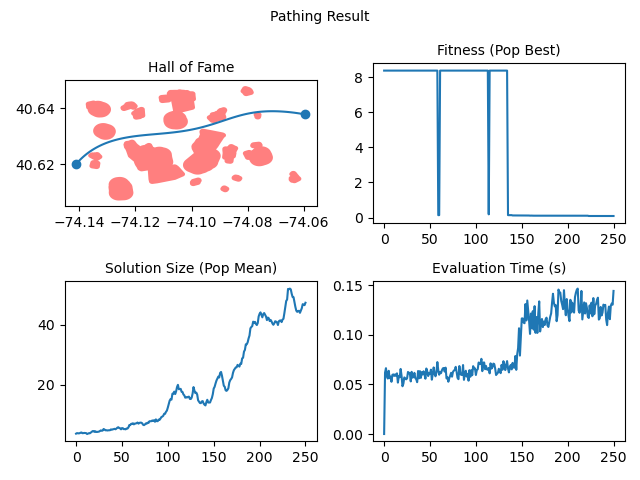 Pathing Result
Hall of Fame
40.64
40.62
−74.14 −74.12 −74.10 −74.08 −74.06
Fitness (Pop Best)
8
6
4
2
0
0 50 100 150 200 250
Solution Size (Pop Mean)
40
20
0 50 100 150 200 250
Evaluation Time (s)
0.15
0.10
0.05
0.00
0 50 100 150 200 250